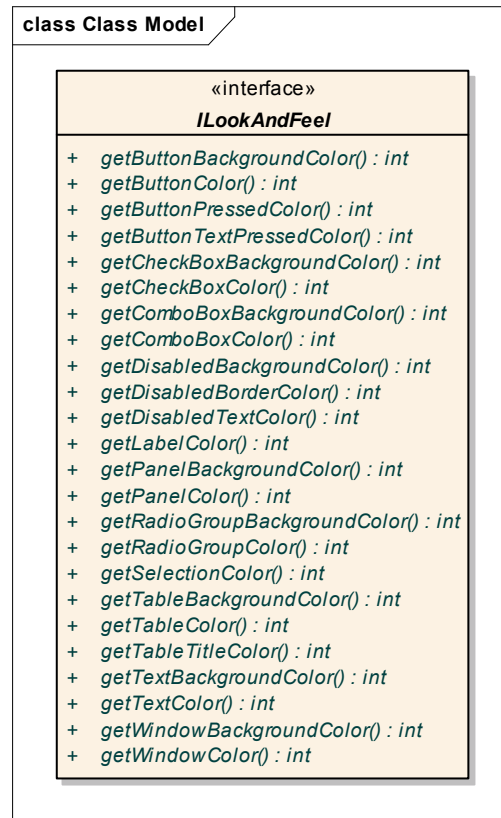 class Class Model
«interface»
ILookAndFeel
+ getButtonBackgroundColor() : int
+ getButtonColor() : int
+ getButtonPressedColor() : int
+ getButtonTextPressedColor() : int
+ getCheckBoxBackgroundColor() : int
+ getCheckBoxColor() : int
+ getComboBoxBackgroundColor() : int
+ getComboBoxColor() : int
+ getDisabledBackgroundColor() : int
+ getDisabledBorderColor() : int
+ getDisabledTextColor() : int
+ getLabelColor() : int
+ getPanelBackgroundColor() : int
+ getPanelColor() : int
+ getRadioGroupBackgroundColor() : int
+ getRadioGroupColor() : int
+ getSelectionColor() : int
+ getTableBackgroundColor() : int
+ getTableColor() : int
+ getTableTitleColor() : int
+ getTextBackgroundColor() : int
+ getTextColor() : int
+ getWindowBackgroundColor() : int
+ getWindowColor() : int